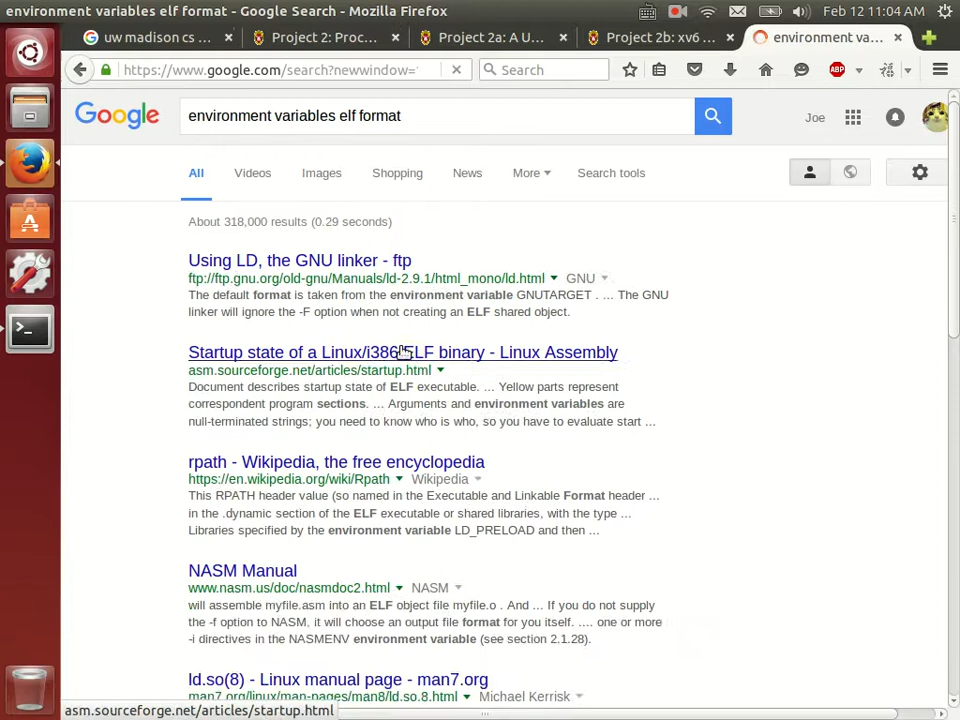 environment variables elf format - Google Search - Mozilla Firefox
Feb 12 11:04 AM
uw madison cs ...
Project 2: Proc...
Project 2a: A U...
Project 2b: xv6 ...
environment va...
https://www.google.com/search?newwindow=
Search
ABP
Google
environment variables elf format
Joe
All
Videos
Images
Shopping
News
More
Search tools
About 318,000 results (0.29 seconds)
Using LD, the GNU linker - ftp
ftp://ftp.gnu.org/old-gnu/Manuals/ld-2.9.1/html_mono/ld.html
GNU
The default format is taken from the environment variable GNUTARGET . ... The GNU
linker will ignore the -F option when not creating an ELF shared object.
Startup state of a Linux/i386 ELF binary - Linux Assembly
asm.sourceforge.net/articles/startup.html
Document describes startup state of ELF executable. ... Yellow parts represent
correspondent program sections. ... Arguments and environment variables are
null-terminated strings; you need to know who is who, so you have to evaluate start ...
rpath - Wikipedia, the free encyclopedia
https://en.wikipedia.org/wiki/Rpath
Wikipedia
This RPATH header value (so named in the Executable and Linkable Format header ...
in the .dynamic section of the ELF executable or shared libraries, with the type ...
Libraries specified by the environment variable LD_PRELOAD and then ...
NASM Manual
www.nasm.us/doc/nasmdoc2.html
NASM
will assemble myfile.asm into an ELF object file myfile.o . And ... If you do not supply
the -f option to NASM, it will choose an output file format for you itself. .... one or more
-i directives in the NASMENV environment variable (see section 2.1.28).
ld.so(8) - Linux manual page - man7.org
man7.org/linux/man-pages/man8/ld.so.8.html
Michael Kerrisk
asm.sourceforge.net/articles/startup.html